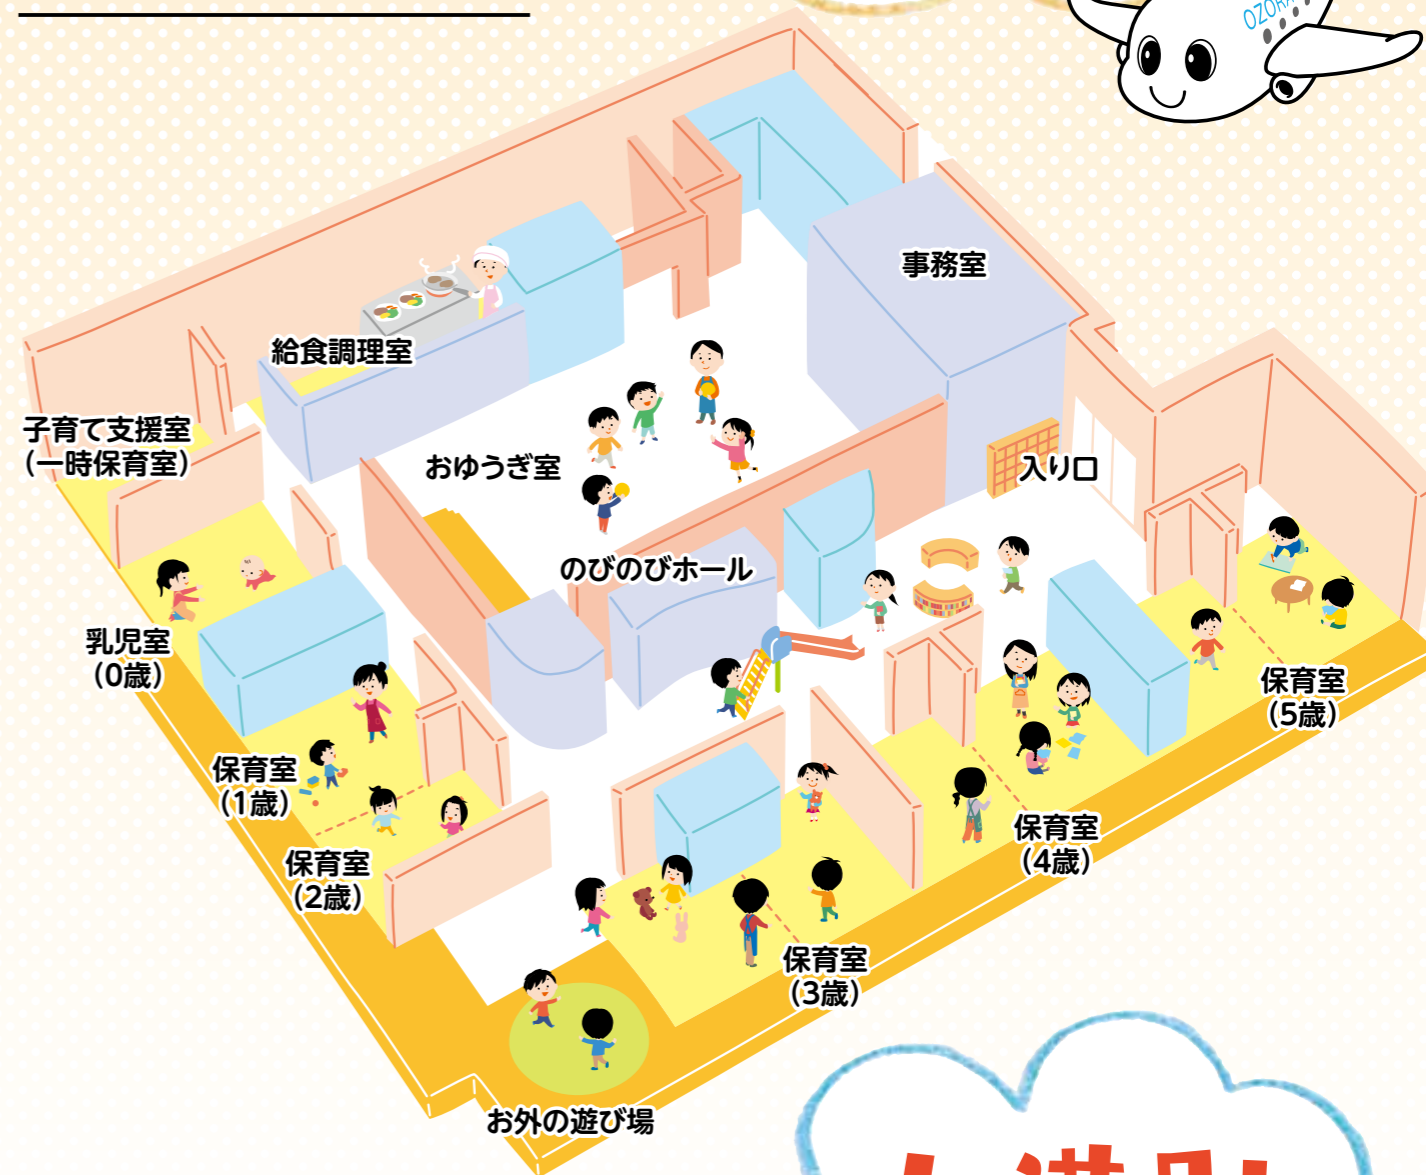 OZORA
事務室
給食調理室
子育て支援室
(一時保育室)
おゆうぎ室
入り口
のびのびホール
乳児室
(0歳)
保育室
(5歳)
保育室
(1歳)
保育室
(4歳)
保育室
(2歳)
保育室
(3歳)
お外の遊び場